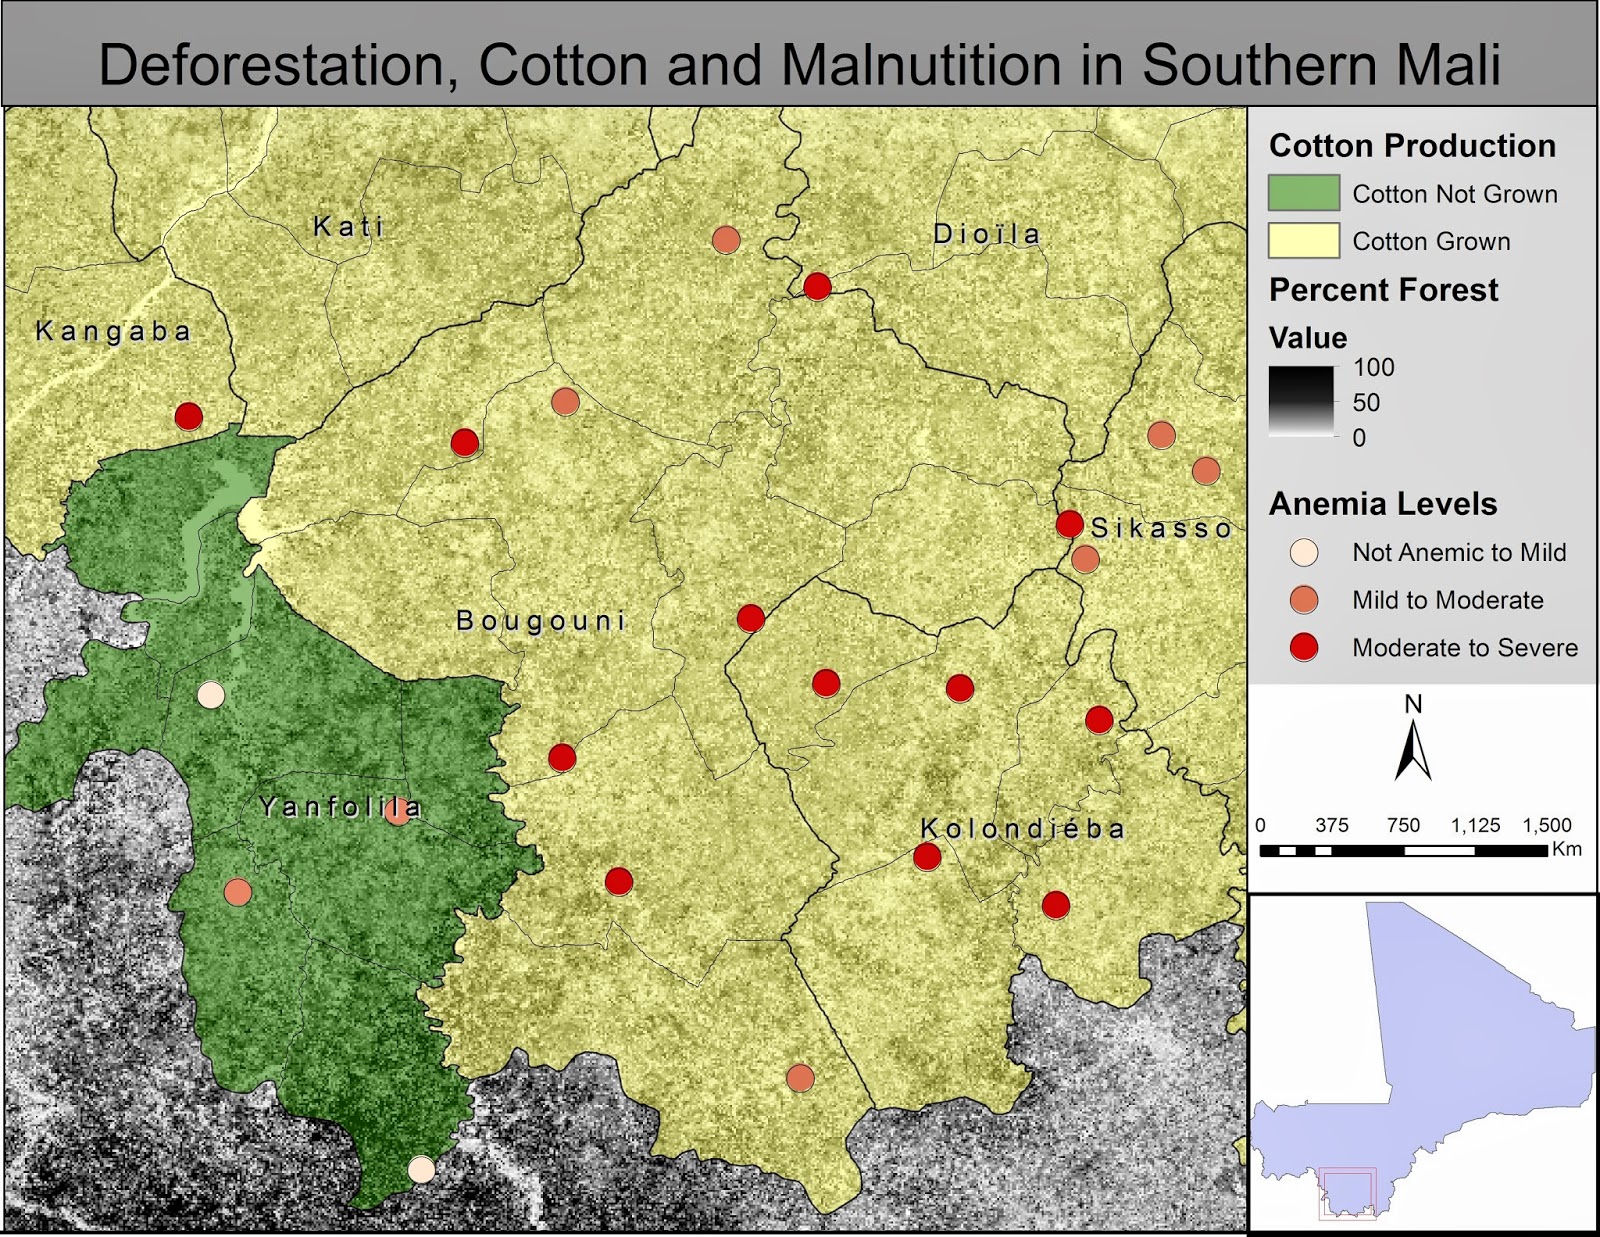 Deforestation, Cotton and Malnutition in Southern Mali
Kati
Dioïla
Kangaba
Sikasso
Bougouni
Yanfolila
Kolondiéba
Cotton Production
Cotton Not Grown
Cotton Grown
Percent Forest
Value
100
50
0
Anemia Levels
Not Anemic to Mild
Mild to Moderate
Moderate to Severe
N
0 375 750 1,125 1,500
Km